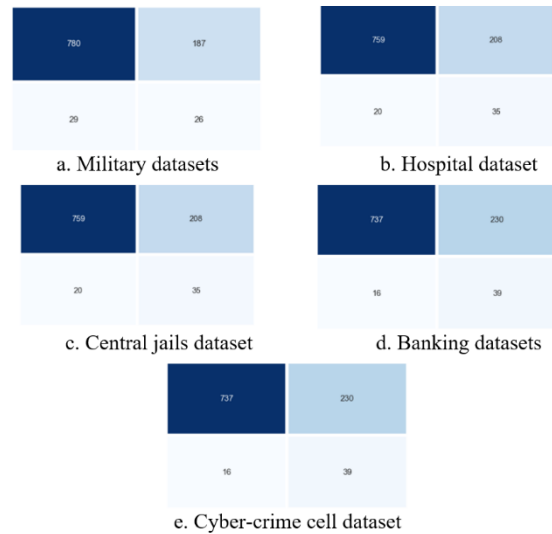 780 187
29 26
a. Military datasets
759 208
20 35
b. Hospital dataset
759 208
20 35
c. Central jails dataset
737 230
16 39
d. Banking datasets
737 230
16 39
e. Cyber-crime cell dataset